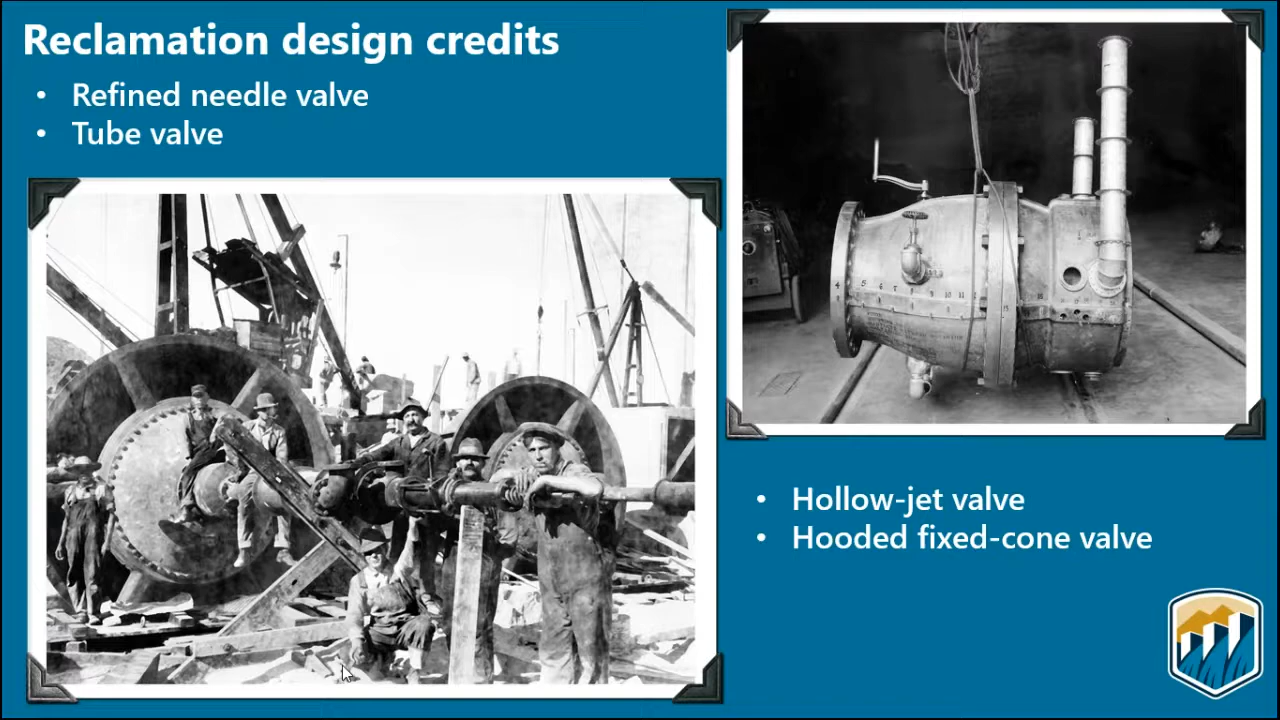 Reclamation design credits
• Refined needle valve
• Tube valve
• Hollow-jet valve
• Hooded fixed-cone valve